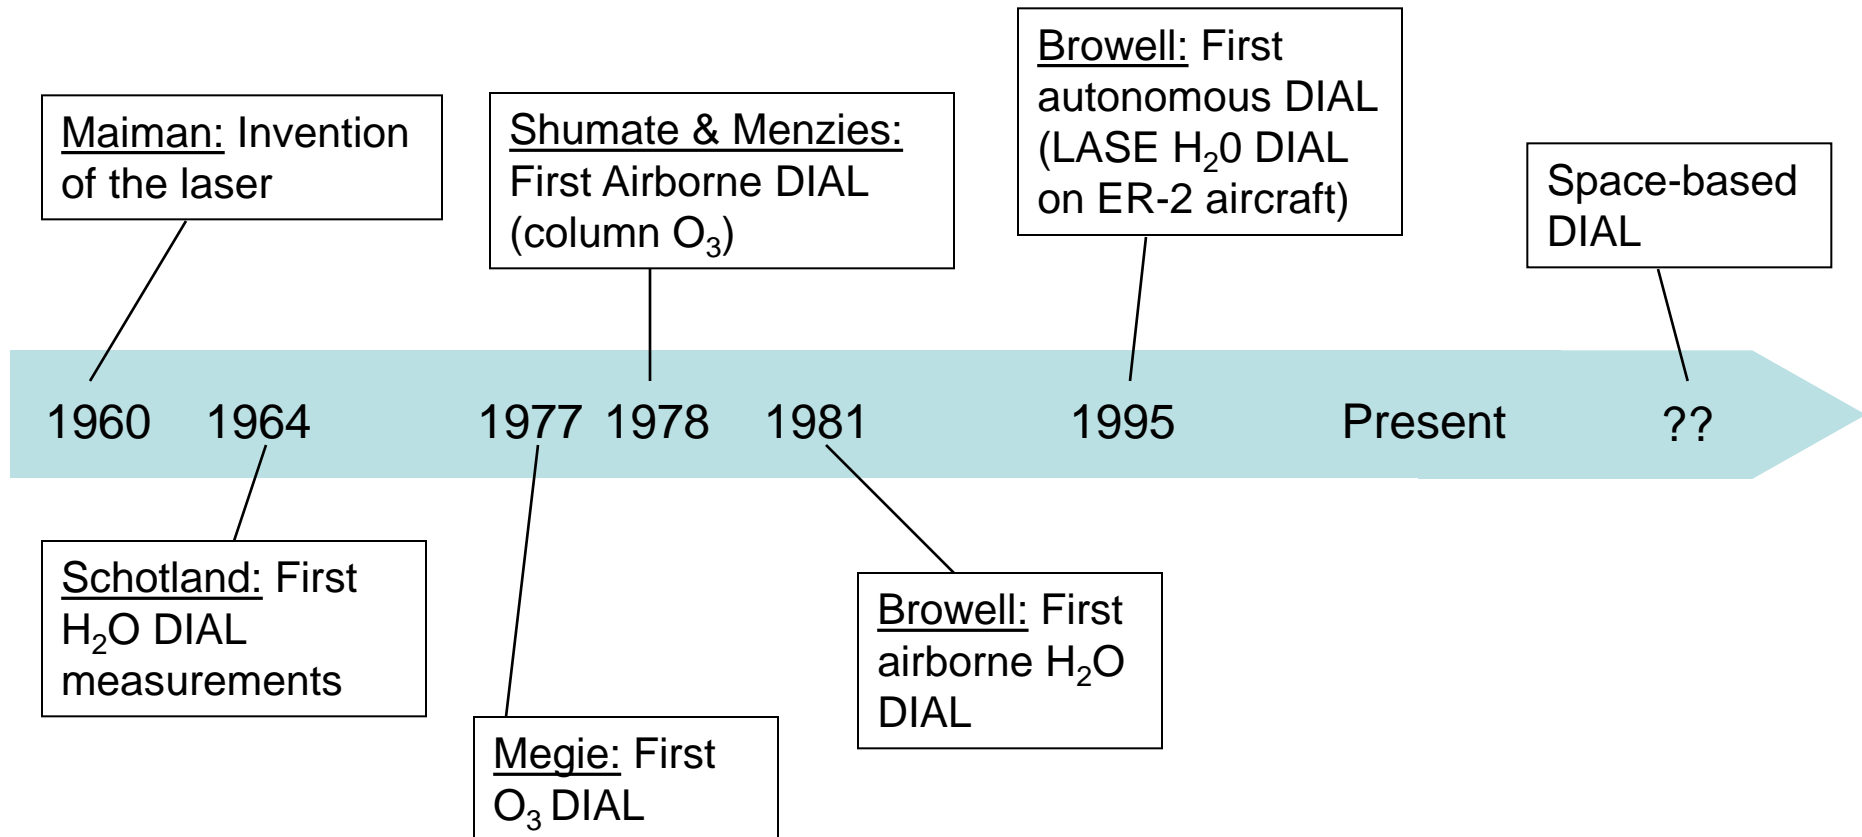 Maiman: Invention
of the laser
Shumate & Menzies:
First Airborne DIAL
(column O₃)
Browell: First
autonomous DIAL
(LASE H₂0 DIAL
on ER-2 aircraft)
Space-based
DIAL
1960 1964 1977 1978 1981 1995 Present ??
Schotland: First
H₂O DIAL
measurements
Megie: First
O₃ DIAL
Browell: First
airborne H₂O
DIAL